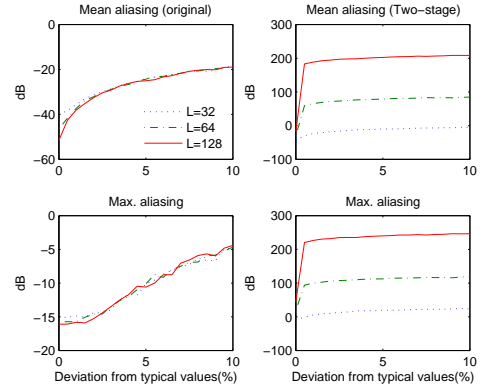 Mean aliasing (original)
0
−20
−40
−60
dB
0
5
10
L=32
L=64
L=128
Mean aliasing (Two−stage)
300
200
100
0
−100
dB
0
5
10
Max. aliasing
0
−5
−10
−15
−20
dB
0
5
10
Deviation from typical values(%)
Max. aliasing
300
200
100
0
−100
dB
0
5
10
Deviation from typical values(%)